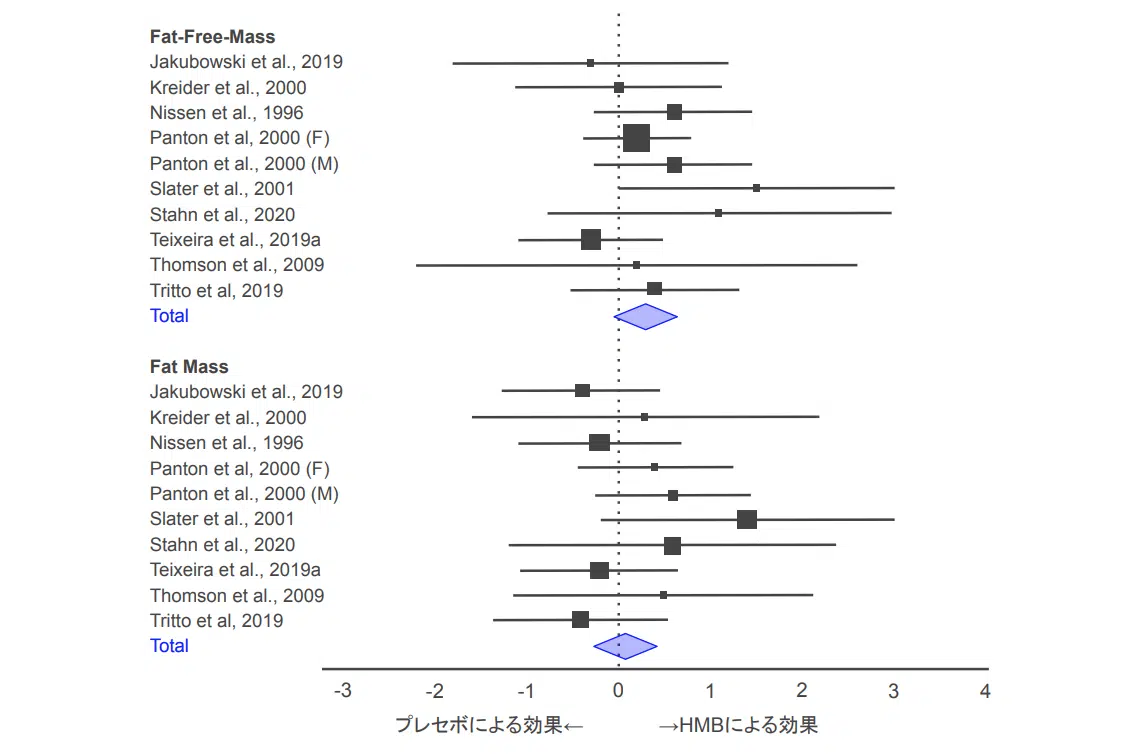 Fat-Free-Mass
Jakubowski et al., 2019
Kreider et al., 2000
Nissen et al., 1996
Panton et al, 2000 (F)
Panton et al., 2000 (M)
Slater et al., 2001
Stahn et al., 2020
Teixeira et al., 2019a
Thomson et al., 2009
Tritto et al, 2019
Total
Fat Mass
Jakubowski et al., 2019
Kreider et al., 2000
Nissen et al., 1996
Panton et al, 2000 (F)
Panton et al., 2000 (M)
Slater et al., 2001
Stahn et al., 2020
Teixeira et al., 2019a
Thomson et al., 2009
Tritto et al, 2019
Total
-3 -2 -1 0 1 2 3 4
プレセボによる効果← →HMBによる効果